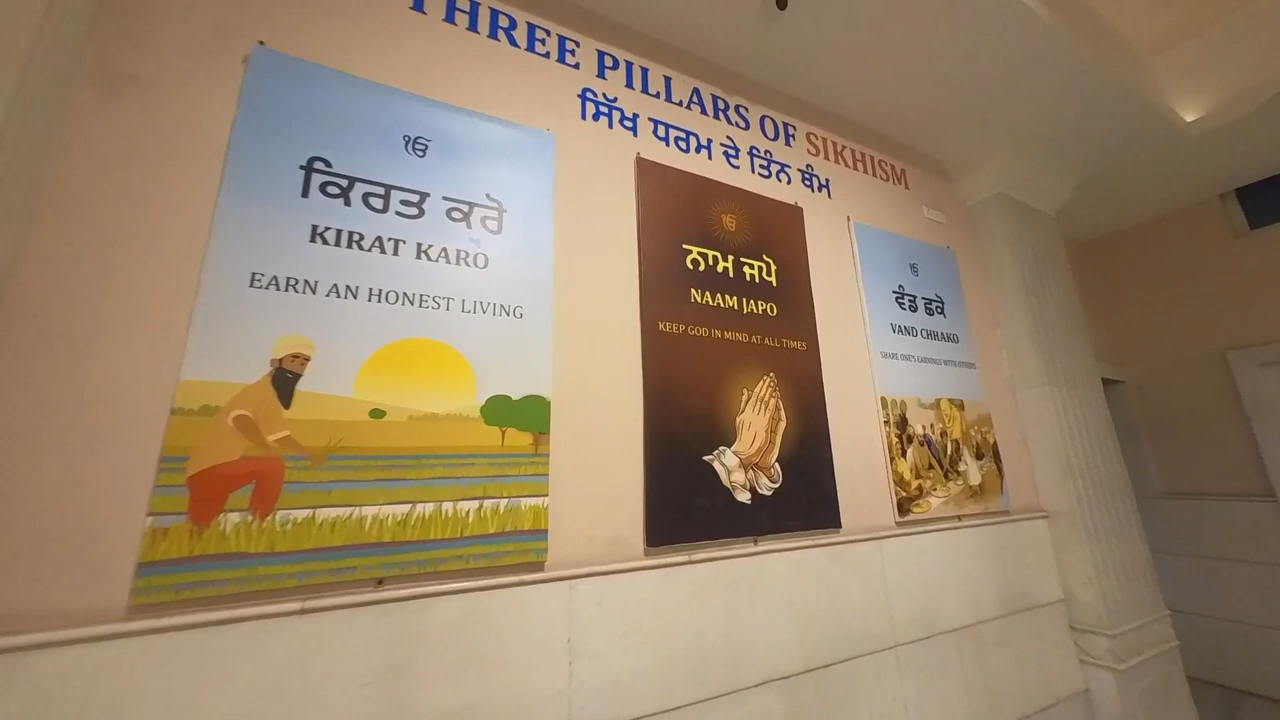 THREE PILLARS OF SIKHISM
ਸਿੱਖ ਧਰਮ ਦੇ ਤਿੰਨ ਥੰਮ
ੴ
ਕਿਰਤ ਕਰੋ
KIRAT KARO
EARN AN HONEST LIVING
ੴ
ਨਾਮ ਜਪੋ
NAAM JAPO
KEEP GOD IN MIND AT ALL TIMES
ੴ
ਵੰਡ ਛਕੋ
VAND CHHAKO
SHARE ONE'S EARNINGS WITH OTHERS